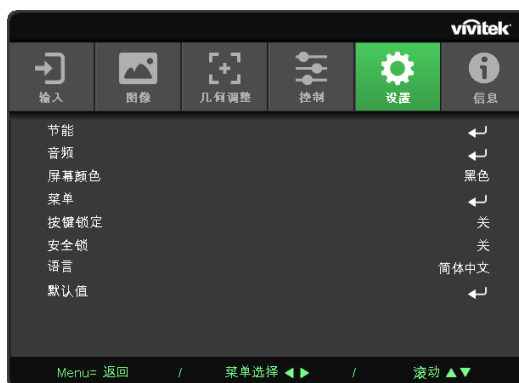 vivitek
输入 图像 几何调整 控制 设置 信息
节能
音频
屏幕颜色 黑色
菜单
按键锁定 关
安全锁 关
语言 简体中文
默认值
Menu= 返回 / 菜单选择 ◀ ▶ / 滚动 ▲▼